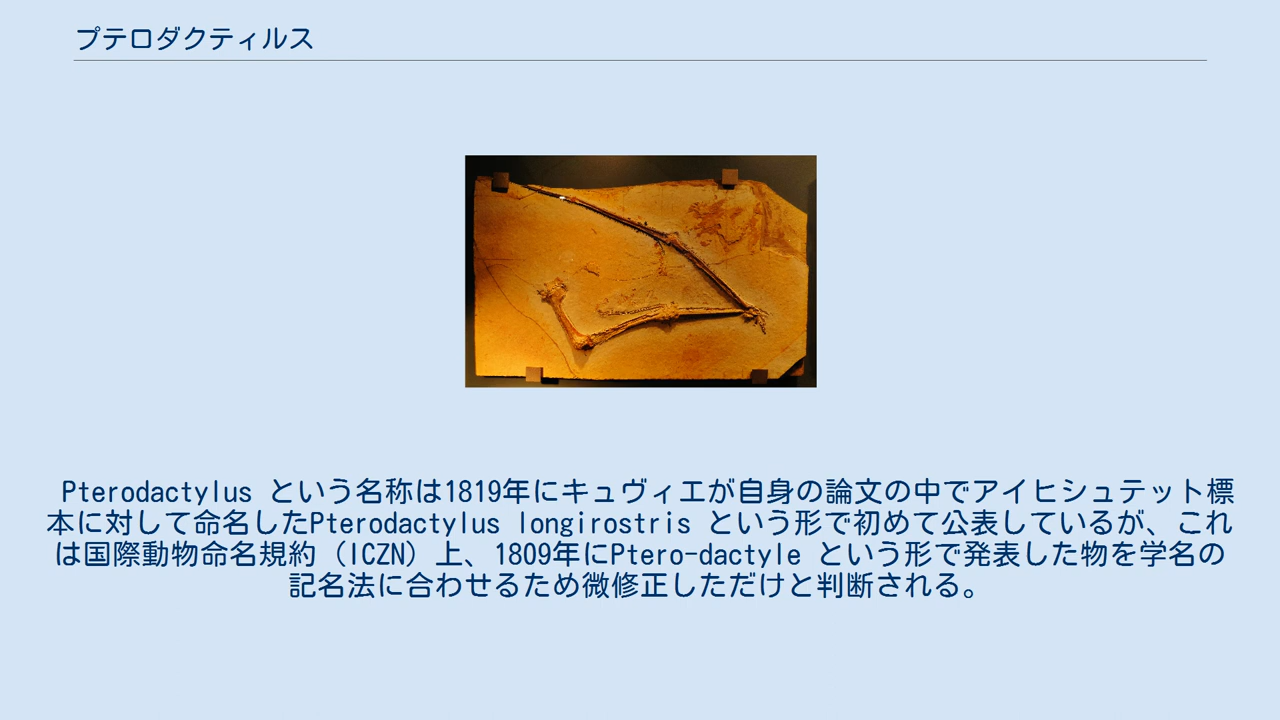 プテロダクティルス
Pterodactylus という名称は1819年にキュヴィエが自身の論文の中でアイヒシュテット標
本に対して命名したPterodactylus longirostris という形で初めて公表しているが、これ
は国際動物命名規約（ICZN）上、1809年にPtero-dactyle という形で発表した物を学名の
記名法に合わせるため微修正しただけと判断される。